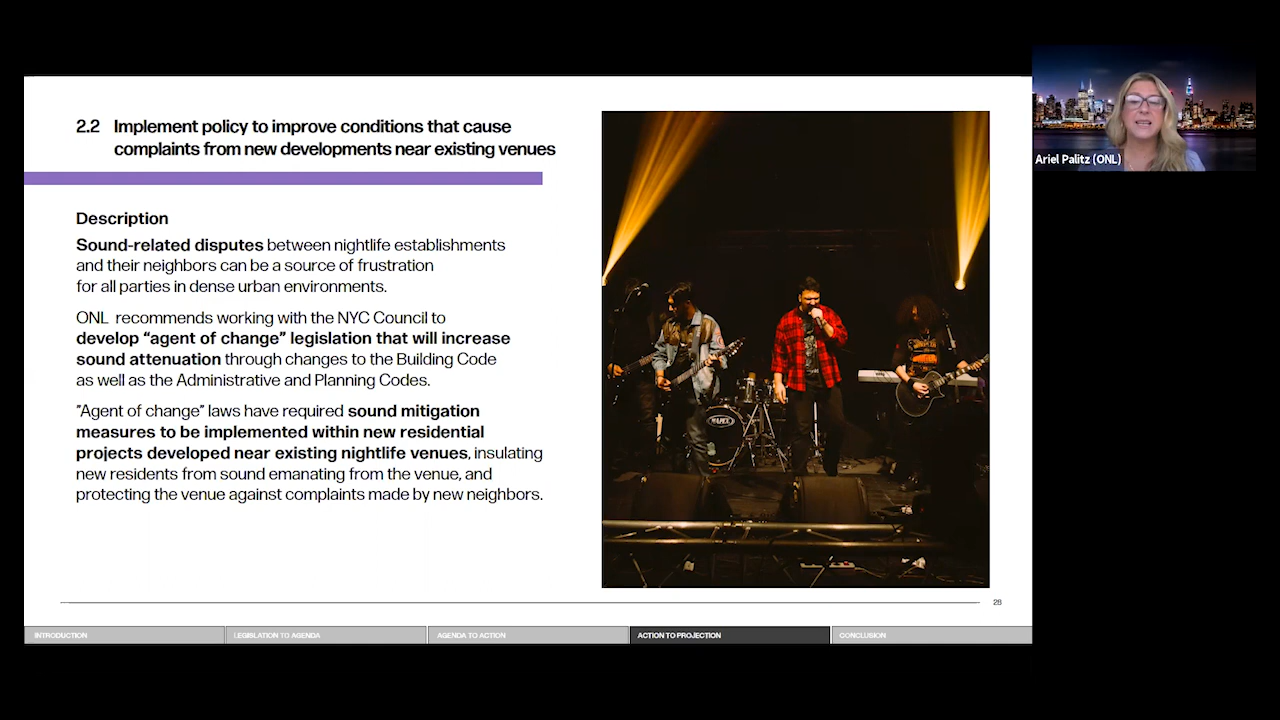 2.2 Implement policy to improve conditions that cause
complaints from new developments near existing venues
Description
Sound-related disputes between nightlife establishments
and their neighbors can be a source of frustration
for all parties in dense urban environments.
ONL recommends working with the NYC Council to
develop “agent of change” legislation that will increase
sound attenuation through changes to the Building Code
as well as the Administrative and Planning Codes.
"Agent of change" laws have required sound mitigation
measures to be implemented within new residential
projects developed near existing nightlife venues, insulating
new residents from sound emanating from the venue, and
protecting the venue against complaints made by new neighbors.
MAPEX
28
INTRODUCTION
LEGISLATION TO AGENDA
AGENDA TO ACTION
ACTION TO PROJECTION
CONCLUSION
Ariel Palitz (ONL)